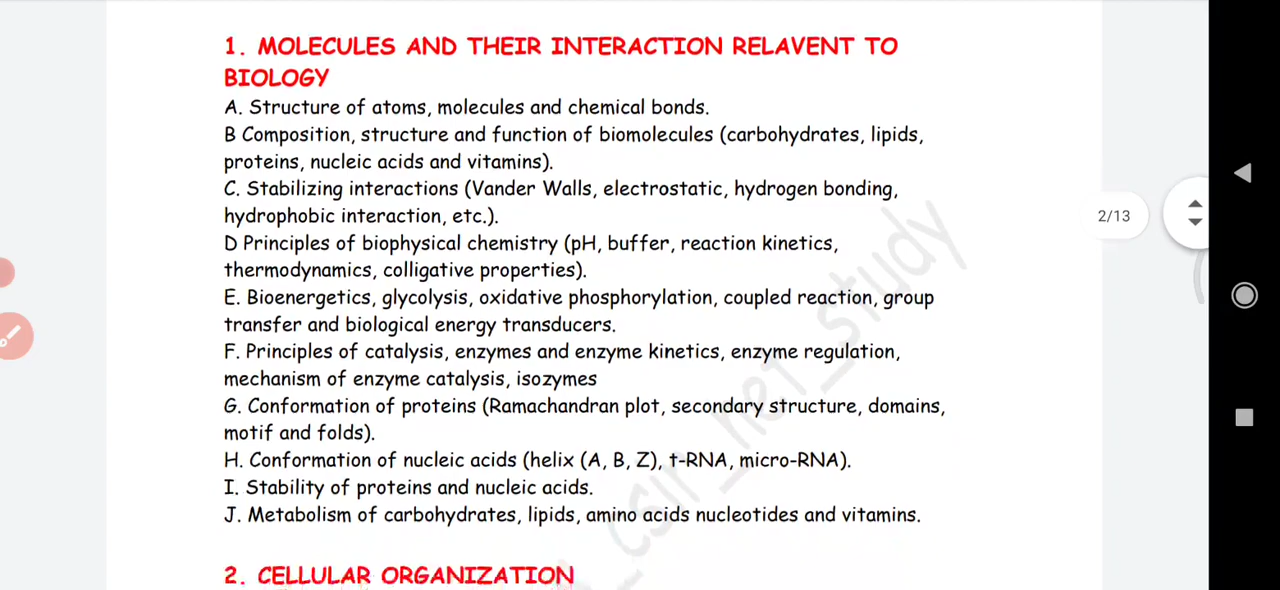 1. MOLECULES AND THEIR INTERACTION RELAVENT TO
BIOLOGY
A. Structure of atoms, molecules and chemical bonds.
B Composition, structure and function of biomolecules (carbohydrates, lipids,
proteins, nucleic acids and vitamins).
C. Stabilizing interactions (Vander Walls, electrostatic, hydrogen bonding,
hydrophobic interaction, etc.).
D Principles of biophysical chemistry (pH, buffer, reaction kinetics,
thermodynamics, colligative properties).
E. Bioenergetics, glycolysis, oxidative phosphorylation, coupled reaction, group
transfer and biological energy transducers.
F. Principles of catalysis, enzymes and enzyme kinetics, enzyme regulation,
mechanism of enzyme catalysis, isozymes
G. Conformation of proteins (Ramachandran plot, secondary structure, domains,
motif and folds).
H. Conformation of nucleic acids (helix (A, B, Z), t-RNA, micro-RNA).
I. Stability of proteins and nucleic acids.
J. Metabolism of carbohydrates, lipids, amino acids nucleotides and vitamins.
2. CELLULAR ORGANIZATION
2/13
_csir_net_study